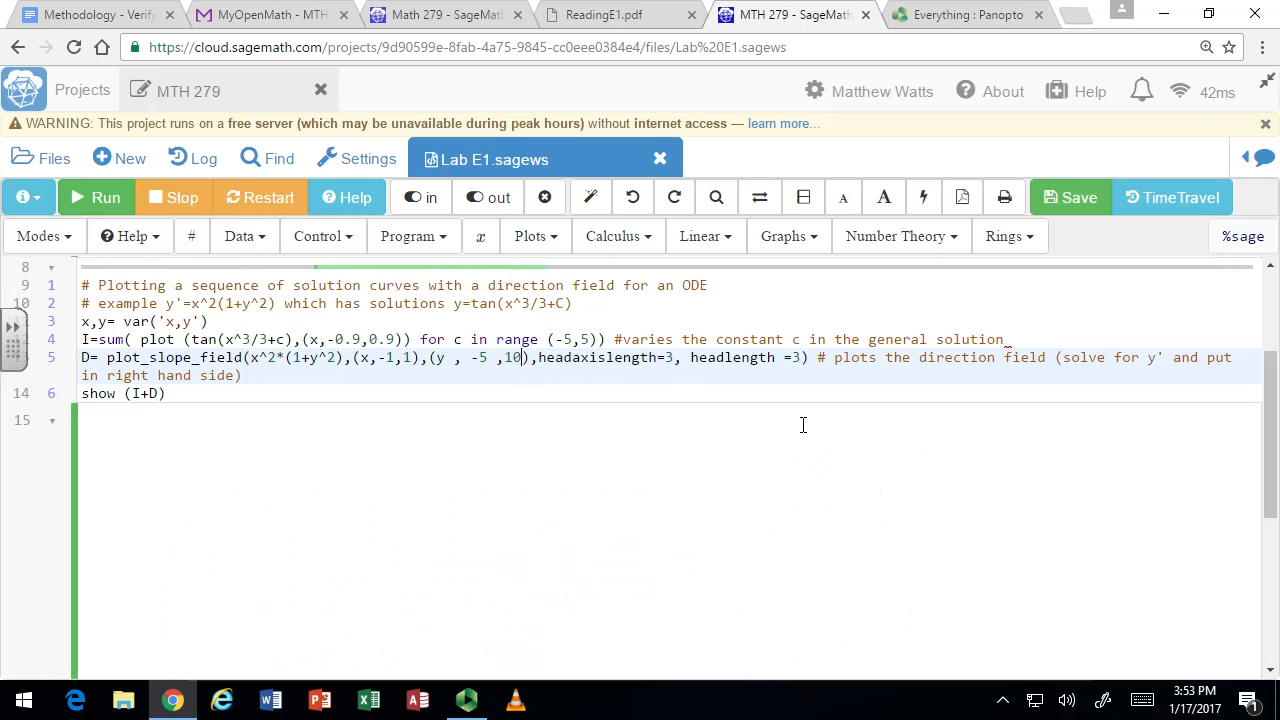 Methodology - Verify
MyOpenMath - MTH
Math 279 - SageMath
ReadingE1.pdf
MTH 279 - SageMath
Everything : Panopto
https://cloud.sagemath.com/projects/9d90599e-8fab-4a75-9845-cc0eee0384e4/files/Lab%20E1.sagews
Projects
MTH 279
Matthew Watts
About
Help
42ms
WARNING: This project runs on a free server (which may be unavailable during peak hours) without internet access — learn more...
Files
New
Log
Find
Settings
Lab E1.sagews
Run
Stop
Restart
Help
in
out
A
A
Save
TimeTravel
Modes
Help
#
Data
Control
Program
x
Plots
Calculus
Linear
Graphs
Number Theory
Rings
%sage
8
9 1 # Plotting a sequence of solution curves with a direction field for an ODE
10 2 # example y'=x^2(1+y^2) which has solutions y=tan(x^3/3+C)
3 x,y= var('x,y')
4 I=sum( plot (tan(x^3/3+c),(x,-0.9,0.9)) for c in range (-5,5)) #varies the constant c in the general solution
5 D= plot_slope_field(x^2*(1+y^2),(x,-1,1),(y , -5 ,10),headaxislength=3, headlength =3) # plots the direction field (solve for y' and put
in right hand side)
14 6 show (I+D)
15
3:53 PM
1/17/2017
1